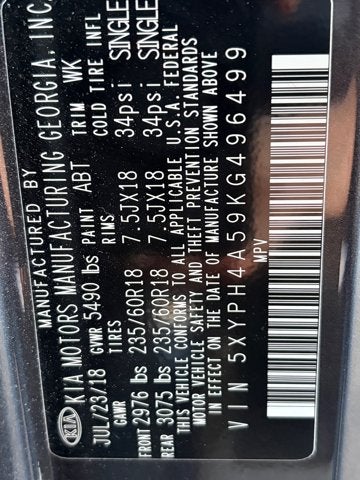 KIA
MANUFACTURED BY
KIA MOTORS MANUFACTURING GEORGIA, INC.
JUL/23/18 PAINT ABT TRIM WK
GVWR 5490 lbs
GAWR TIRES RIMS COLD TIRE INFL
FRONT 2976 lbs 235/60R18 7.5JX18 34psi SINGLE
REAR 3075 lbs 235/60R18 7.5JX18 34psi SINGLE
THIS VEHICLE CONFORMS TO ALL APPLICABLE U.S.A. FEDERAL
MOTOR VEHICLE SAFETY AND THEFT PREVENTION STANDARDS
IN EFFECT ON THE DATE OF MANUFACTURE SHOWN ABOVE
VIN 5XYPH4A59KG496499
MPV